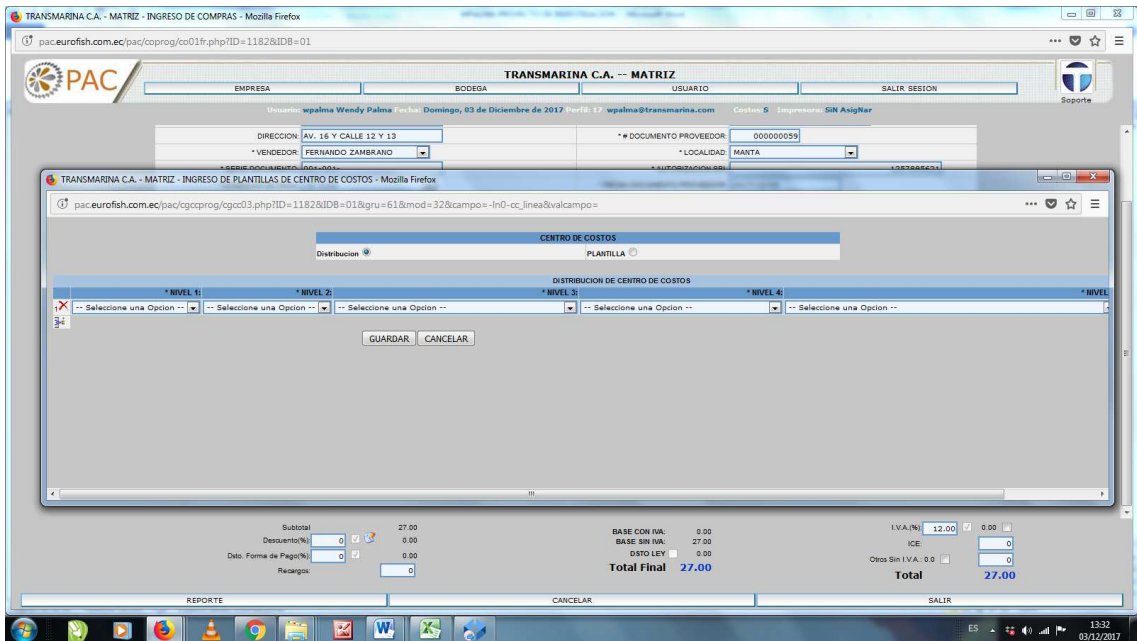 TRANSMARINA C.A. - MATRIZ - INGRESO DE COMPRAS - Mozilla Firefox
pac.eurofish.com.ec/pac/coprog/co01fr.php?ID=1182&IDB=01
PAC
TRANSMARINA C.A. -- MATRIZ
EMPRESA BODEGA USUARIO SALIR SESION
Soporte
Usuario: wpalma Wendy Palma Fecha: Domingo, 03 de Diciembre de 2017 Perfil: 17 wpalma@transmarina.com Costos:S Impresora: SiN AsigNar
DIRECCION: AV. 16 Y CALLE 12 Y 13 * # DOCUMENTO PROVEEDOR: 000000059
* VENDEDOR: FERNANDO ZAMBRANO * LOCALIDAD: MANTA
* SERIE DOCUMENTO: 001-001- * AUTORIZACION SRI:
TRANSMARINA C.A. - MATRIZ - INGRESO DE PLANTILLAS DE CENTRO DE COSTOS - Mozilla Firefox
pac.eurofish.com.ec/pac/cgccprog/cgcc03.php?ID=1182&IDB=01&gru=61&mod=32&campo=-ln0-cc_linea&valcampo=
CENTRO DE COSTOS
Distribucion PLANTILLA
DISTRIBUCION DE CENTRO DE COSTOS
* NIVEL 1: * NIVEL 2: * NIVEL 3: * NIVEL 4: * NIVEL
1 -- Seleccione una Opcion -- -- Seleccione una Opcion -- -- Seleccione una Opcion -- -- Seleccione una Opcion -- -- Seleccione una Opcion --
GUARDAR CANCELAR
Subtotal 27.00 BASE CON IVA: 0.00 I.V.A.(%): 12.00 0.00
Descuento(%): 0 0.00 BASE SIN IVA: 27.00 ICE: 0
Dsto. Forma de Pago(%): 0 0.00 DSTO LEY 0.00 Otros Sin I.V.A.: 0.0 0
Recargos: 0 Total Final 27.00 Total 27.00
REPORTE CANCELAR SALIR
ES 13:32
03/12/2017